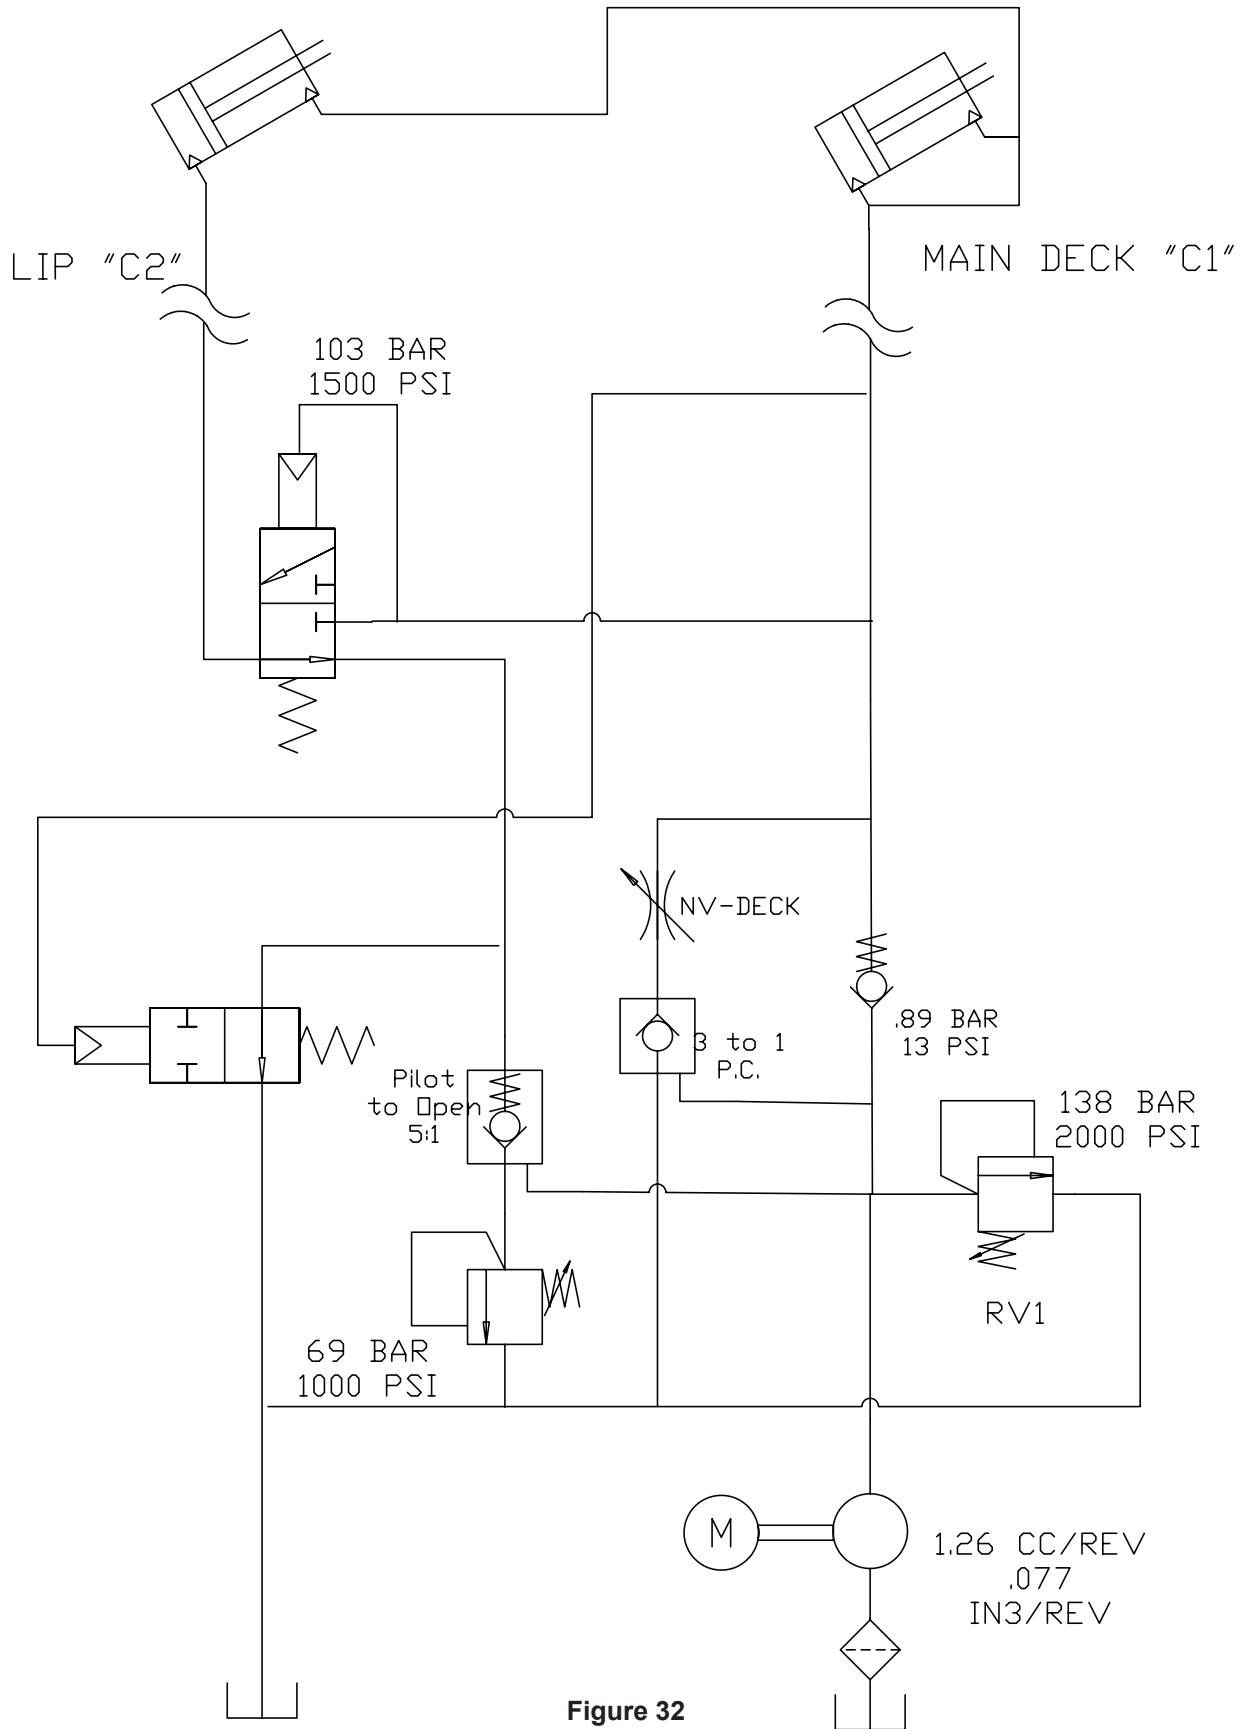 LIP "C2"
MAIN DECK "C1"
103 BAR
1500 PSI
NV-DECK
.89 BAR
13 PSI
3 to 1
P.C.
Pilot
to Open
5:1
138 BAR
2000 PSI
RV1
69 BAR
1000 PSI
M
1.26 CC/REV
.077
IN3/REV
Figure 32